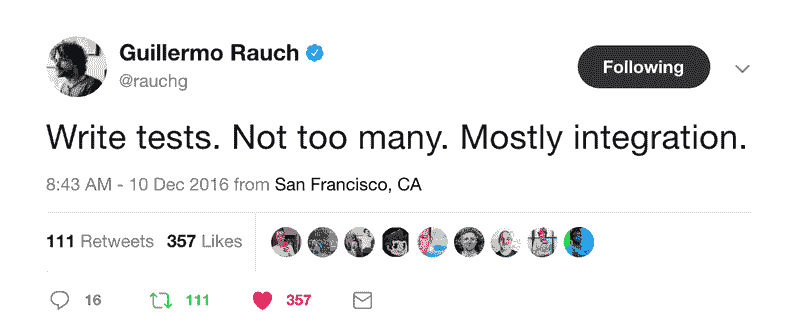 Guillermo Rauch
@rauchg
Following
Write tests. Not too many. Mostly integration.
8:43 AM - 10 Dec 2016 from San Francisco, CA
111 Retweets 357 Likes
16 111 357